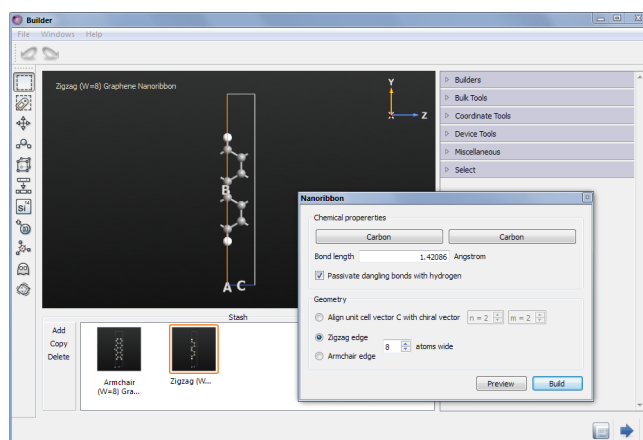 Builder
File Windows Help
Zigzag (W=8) Graphene Nanoribbon
Y
Z
B
A C
Builders
Bulk Tools
Coordinate Tools
Device Tools
Miscellaneous
Select
Si
Nanoribbon
Chemical propererties
Carbon Carbon
Bond length 1.42086 Angstrom
Passivate dangling bonds with hydrogen
Geometry
Align unit cell vector C with chiral vector n = 2 m = 2
Zigzag edge
8 atoms wide
Armchair edge
Preview Build
Stash
Add
Copy
Delete
Armchair
(W=8) Gra...
Zigzag (W...